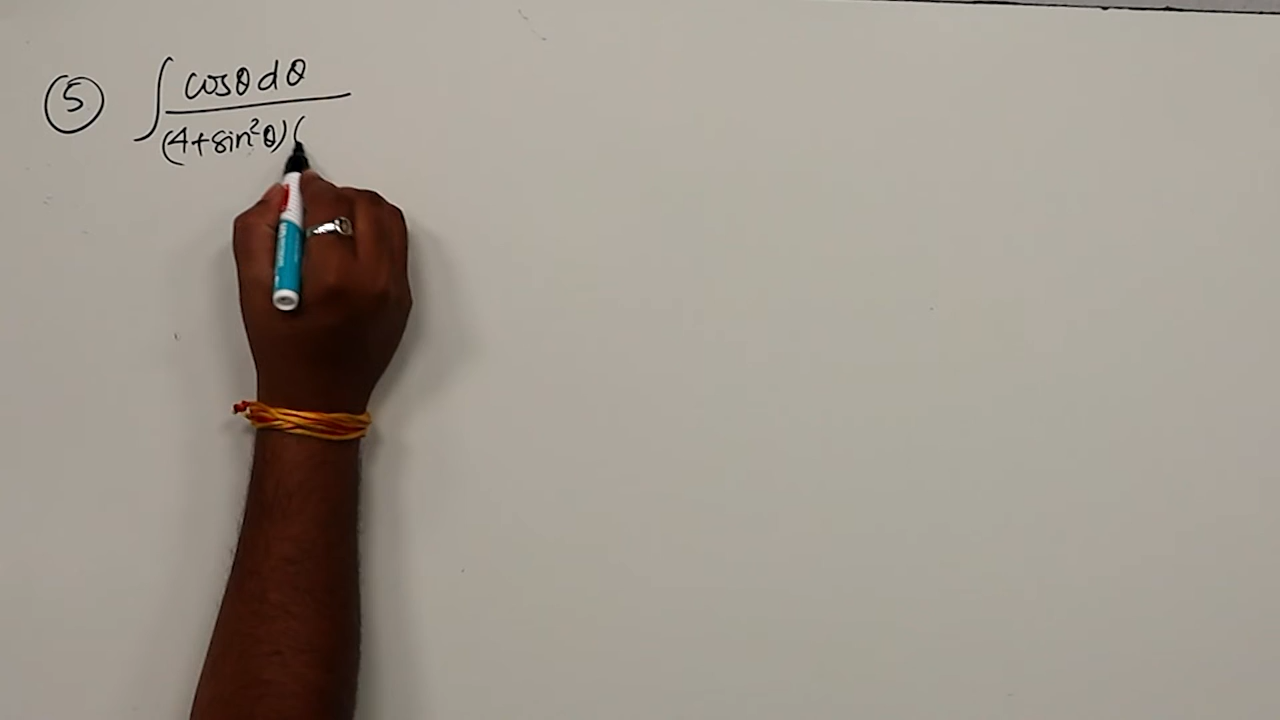 ⑤ ∫ cosθ dθ
(4+sin²θ)(